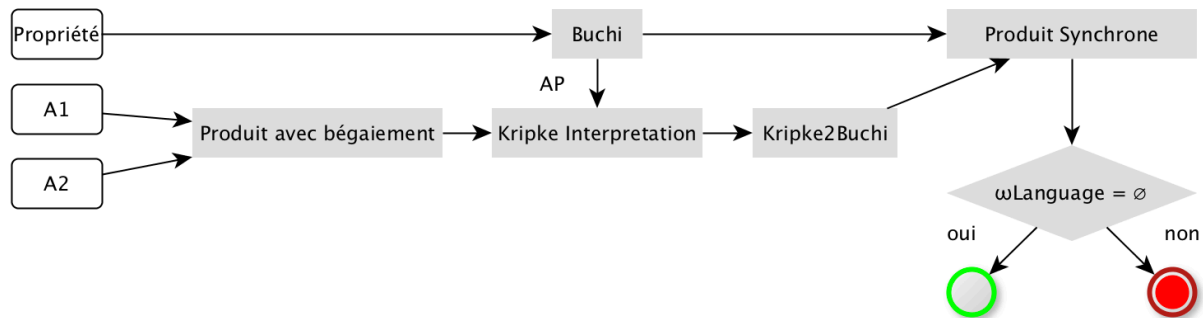 Propriété
Buchi
Produit Synchrone
A1
AP
Produit avec bégaiement
Kripke Interpretation
Kripke2Buchi
A2
ωLanguage = ∅
oui
non